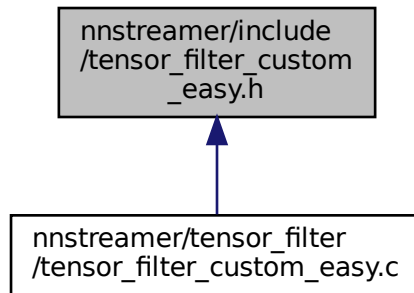 nnstreamer/include
/tensor_filter_custom
_easy.h
nnstreamer/tensor_filter
/tensor_filter_custom_easy.c